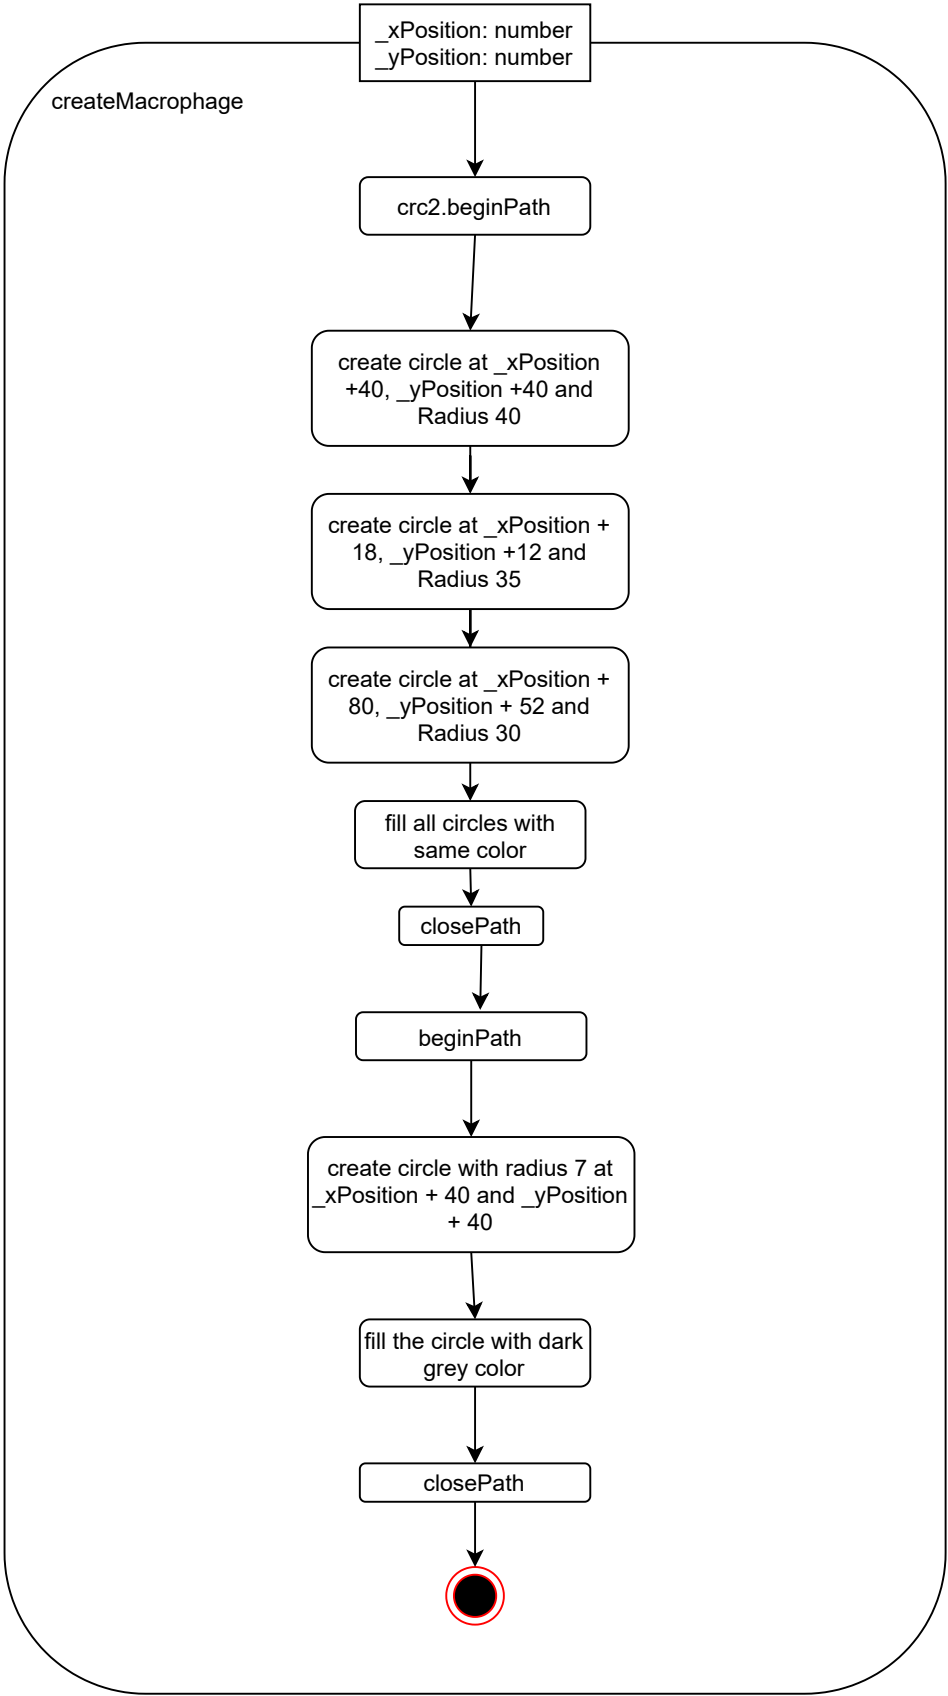 _xPosition: number
_yPosition: number
createMacrophage
crc2.beginPath
create circle at _xPosition
+40, _yPosition +40 and
Radius 40
create circle at _xPosition +
18, _yPosition +12 and
Radius 35
create circle at _xPosition +
80, _yPosition + 52 and
Radius 30
fill all circles with
same color
closePath
beginPath
create circle with radius 7 at
_xPosition + 40 and _yPosition
+ 40
fill the circle with dark
grey color
closePath